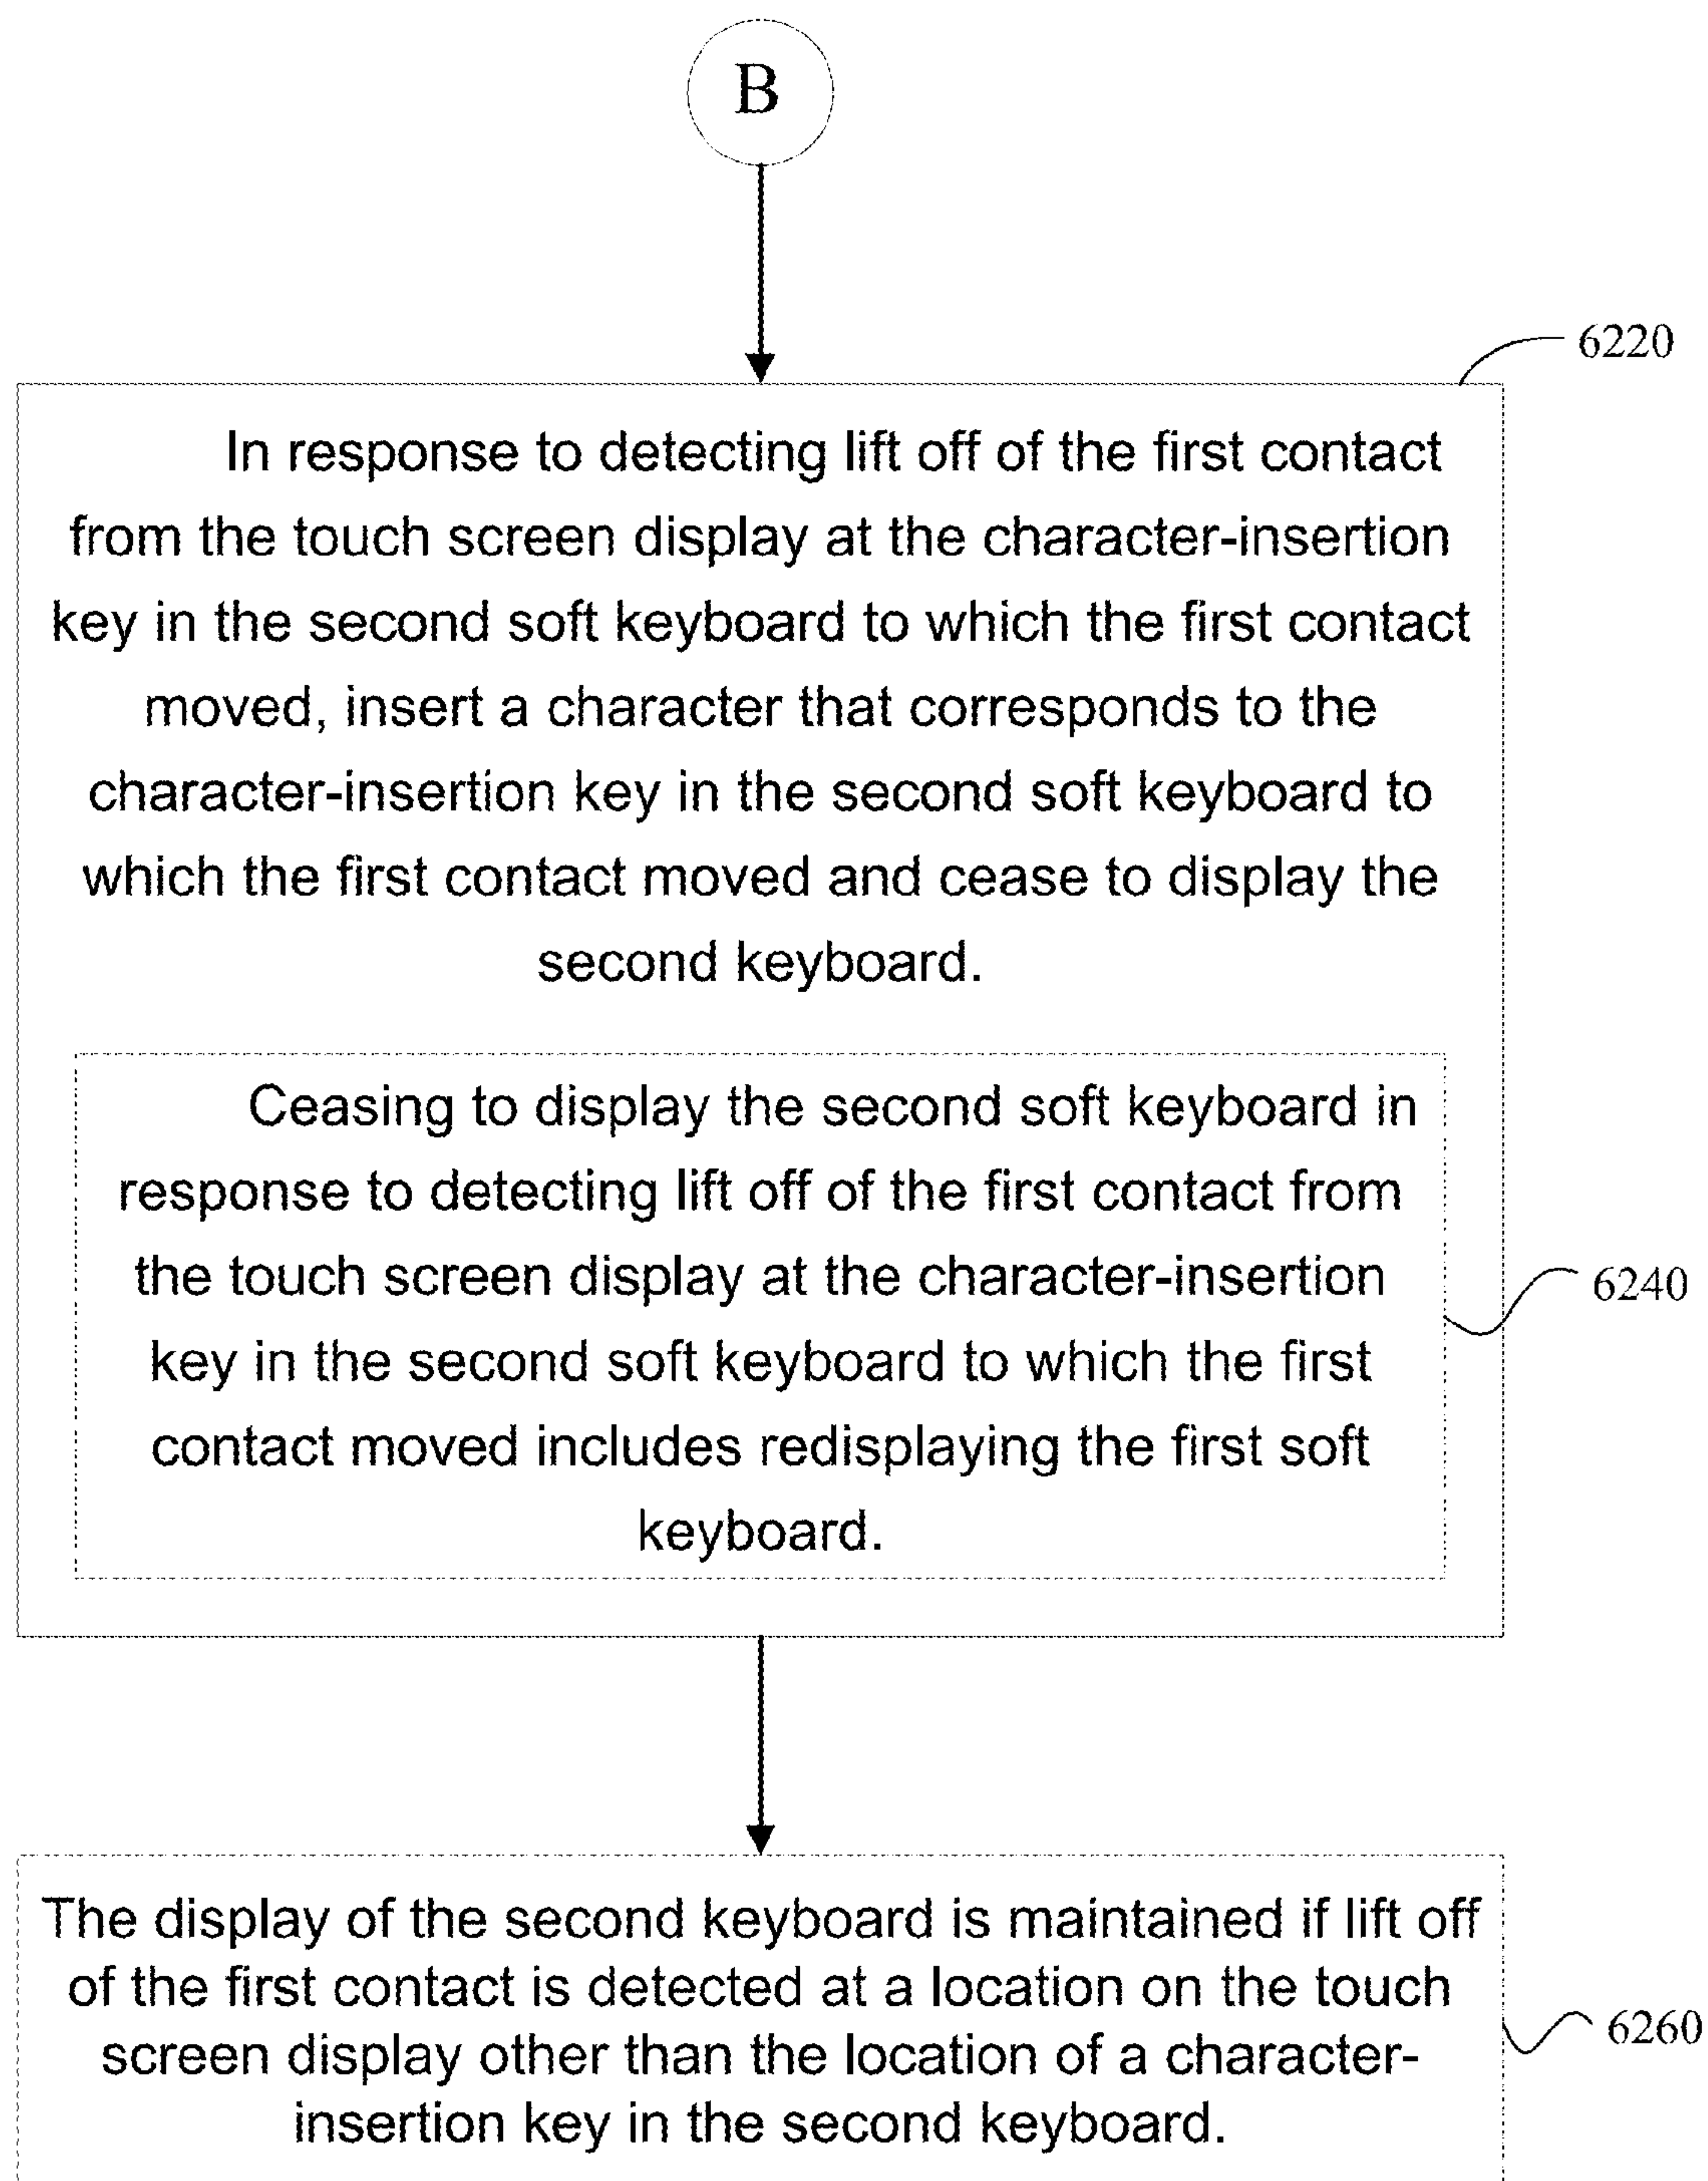 B
6220
In response to detecting lift off of the first contact
from the touch screen display at the character-insertion
key in the second soft keyboard to which the first contact
moved, insert a character that corresponds to the
character-insertion key in the second soft keyboard to
which the first contact moved and cease to display the
second keyboard.
Ceasing to display the second soft keyboard in
response to detecting lift off of the first contact from
the touch screen display at the character-insertion
key in the second soft keyboard to which the first
contact moved includes redisplaying the first soft
keyboard.
6240
The display of the second keyboard is maintained if lift off
of the first contact is detected at a location on the touch
screen display other than the location of a character-
insertion key in the second keyboard.
6260